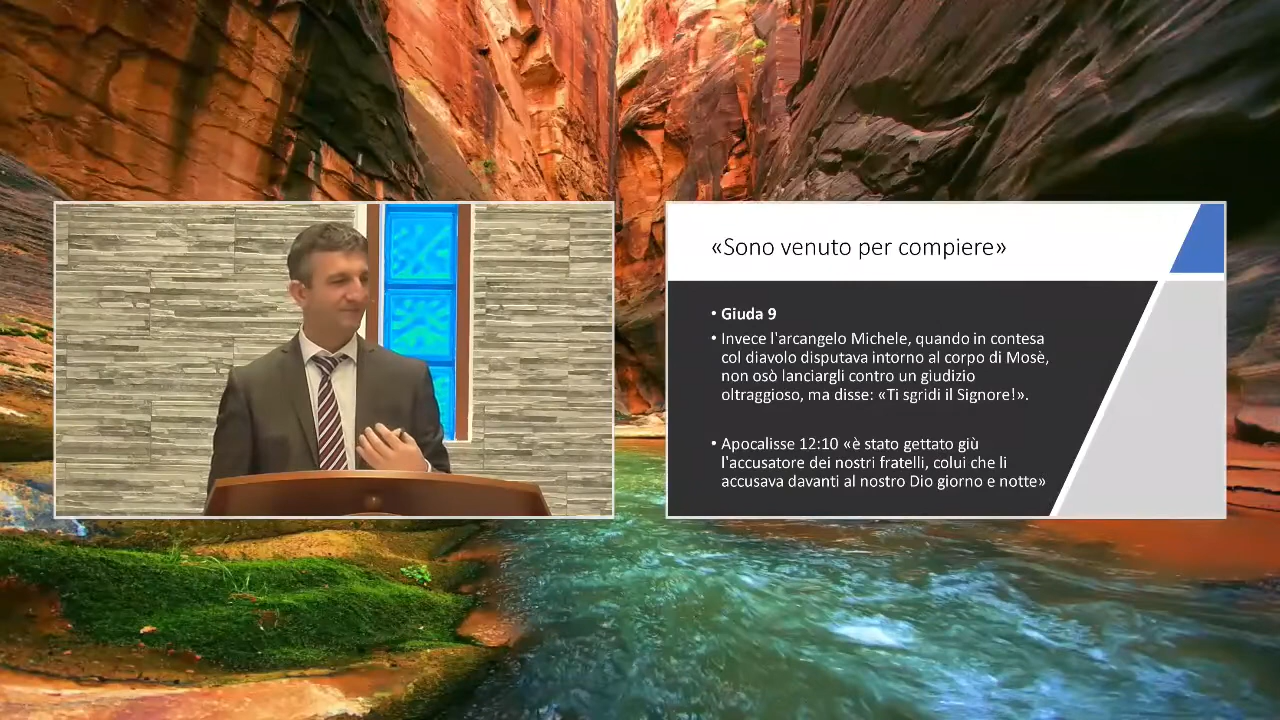 «Sono venuto per compiere»
• Giuda 9
• Invece l'arcangelo Michele, quando in contesa
col diavolo disputava intorno al corpo di Mosè,
non osò lanciargli contro un giudizio
oltraggioso, ma disse: «Ti sgridi il Signore!».
• Apocalisse 12:10 «è stato gettato giù
l'accusatore dei nostri fratelli, colui che li
accusava davanti al nostro Dio giorno e notte»